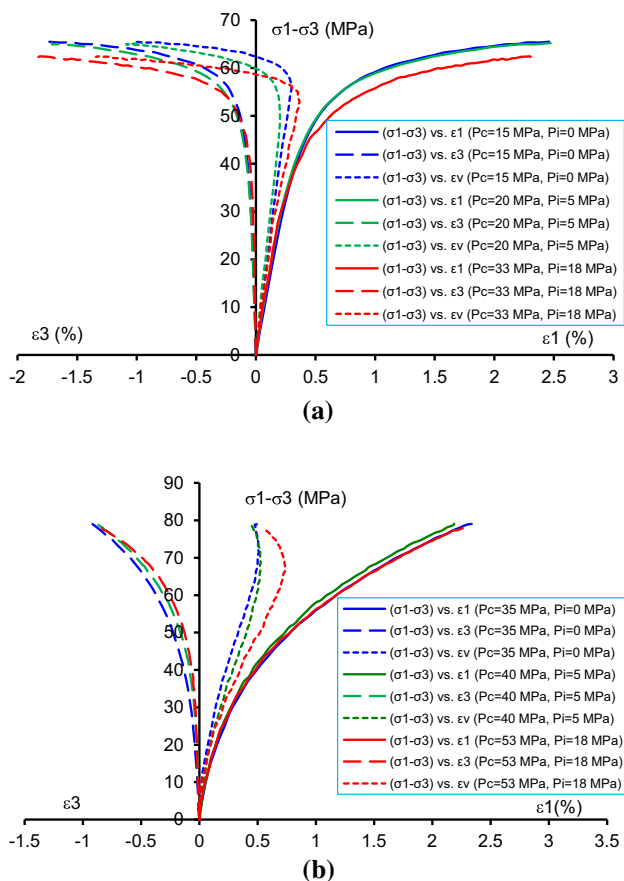 σ1-σ3 (MPa)
70
60
50
40
30
20
10
0
(σ1-σ3) vs. ε1 (Pc=15 MPa, Pi=0 MPa)
(σ1-σ3) vs. ε3 (Pc=15 MPa, Pi=0 MPa)
(σ1-σ3) vs. εv (Pc=15 MPa, Pi=0 MPa)
(σ1-σ3) vs. ε1 (Pc=20 MPa, Pi=5 MPa)
(σ1-σ3) vs. ε3 (Pc=20 MPa, Pi=5 MPa)
(σ1-σ3) vs. εv (Pc=20 MPa, Pi=5 MPa)
(σ1-σ3) vs. ε1 (Pc=33 MPa, Pi=18 MPa)
(σ1-σ3) vs. ε3 (Pc=33 MPa, Pi=18 MPa)
(σ1-σ3) vs. εv (Pc=33 MPa, Pi=18 MPa)
ε3 (%) ε1 (%)
-2 -1.5 -1 -0.5 0 0.5 1 1.5 2 2.5 3
(a)
σ1-σ3 (MPa)
90
80
70
60
50
40
30
20
10
0
(σ1-σ3) vs. ε1 (Pc=35 MPa, Pi=0 MPa)
(σ1-σ3) vs. ε3 (Pc=35 MPa, Pi=0 MPa)
(σ1-σ3) vs. εv (Pc=35 MPa, Pi=0 MPa)
(σ1-σ3) vs. ε1 (Pc=40 MPa, Pi=5 MPa)
(σ1-σ3) vs. ε3 (Pc=40 MPa, Pi=5 MPa)
(σ1-σ3) vs. εv (Pc=40 MPa, Pi=5 MPa)
(σ1-σ3) vs. ε1 (Pc=53 MPa, Pi=18 MPa)
(σ1-σ3) vs. ε3 (Pc=53 MPa, Pi=18 MPa)
(σ1-σ3) vs. εv (Pc=53 MPa, Pi=18 MPa)
ε3 ε1(%)
-1.5 -1 -0.5 0 0.5 1 1.5 2 2.5 3 3.5
(b)